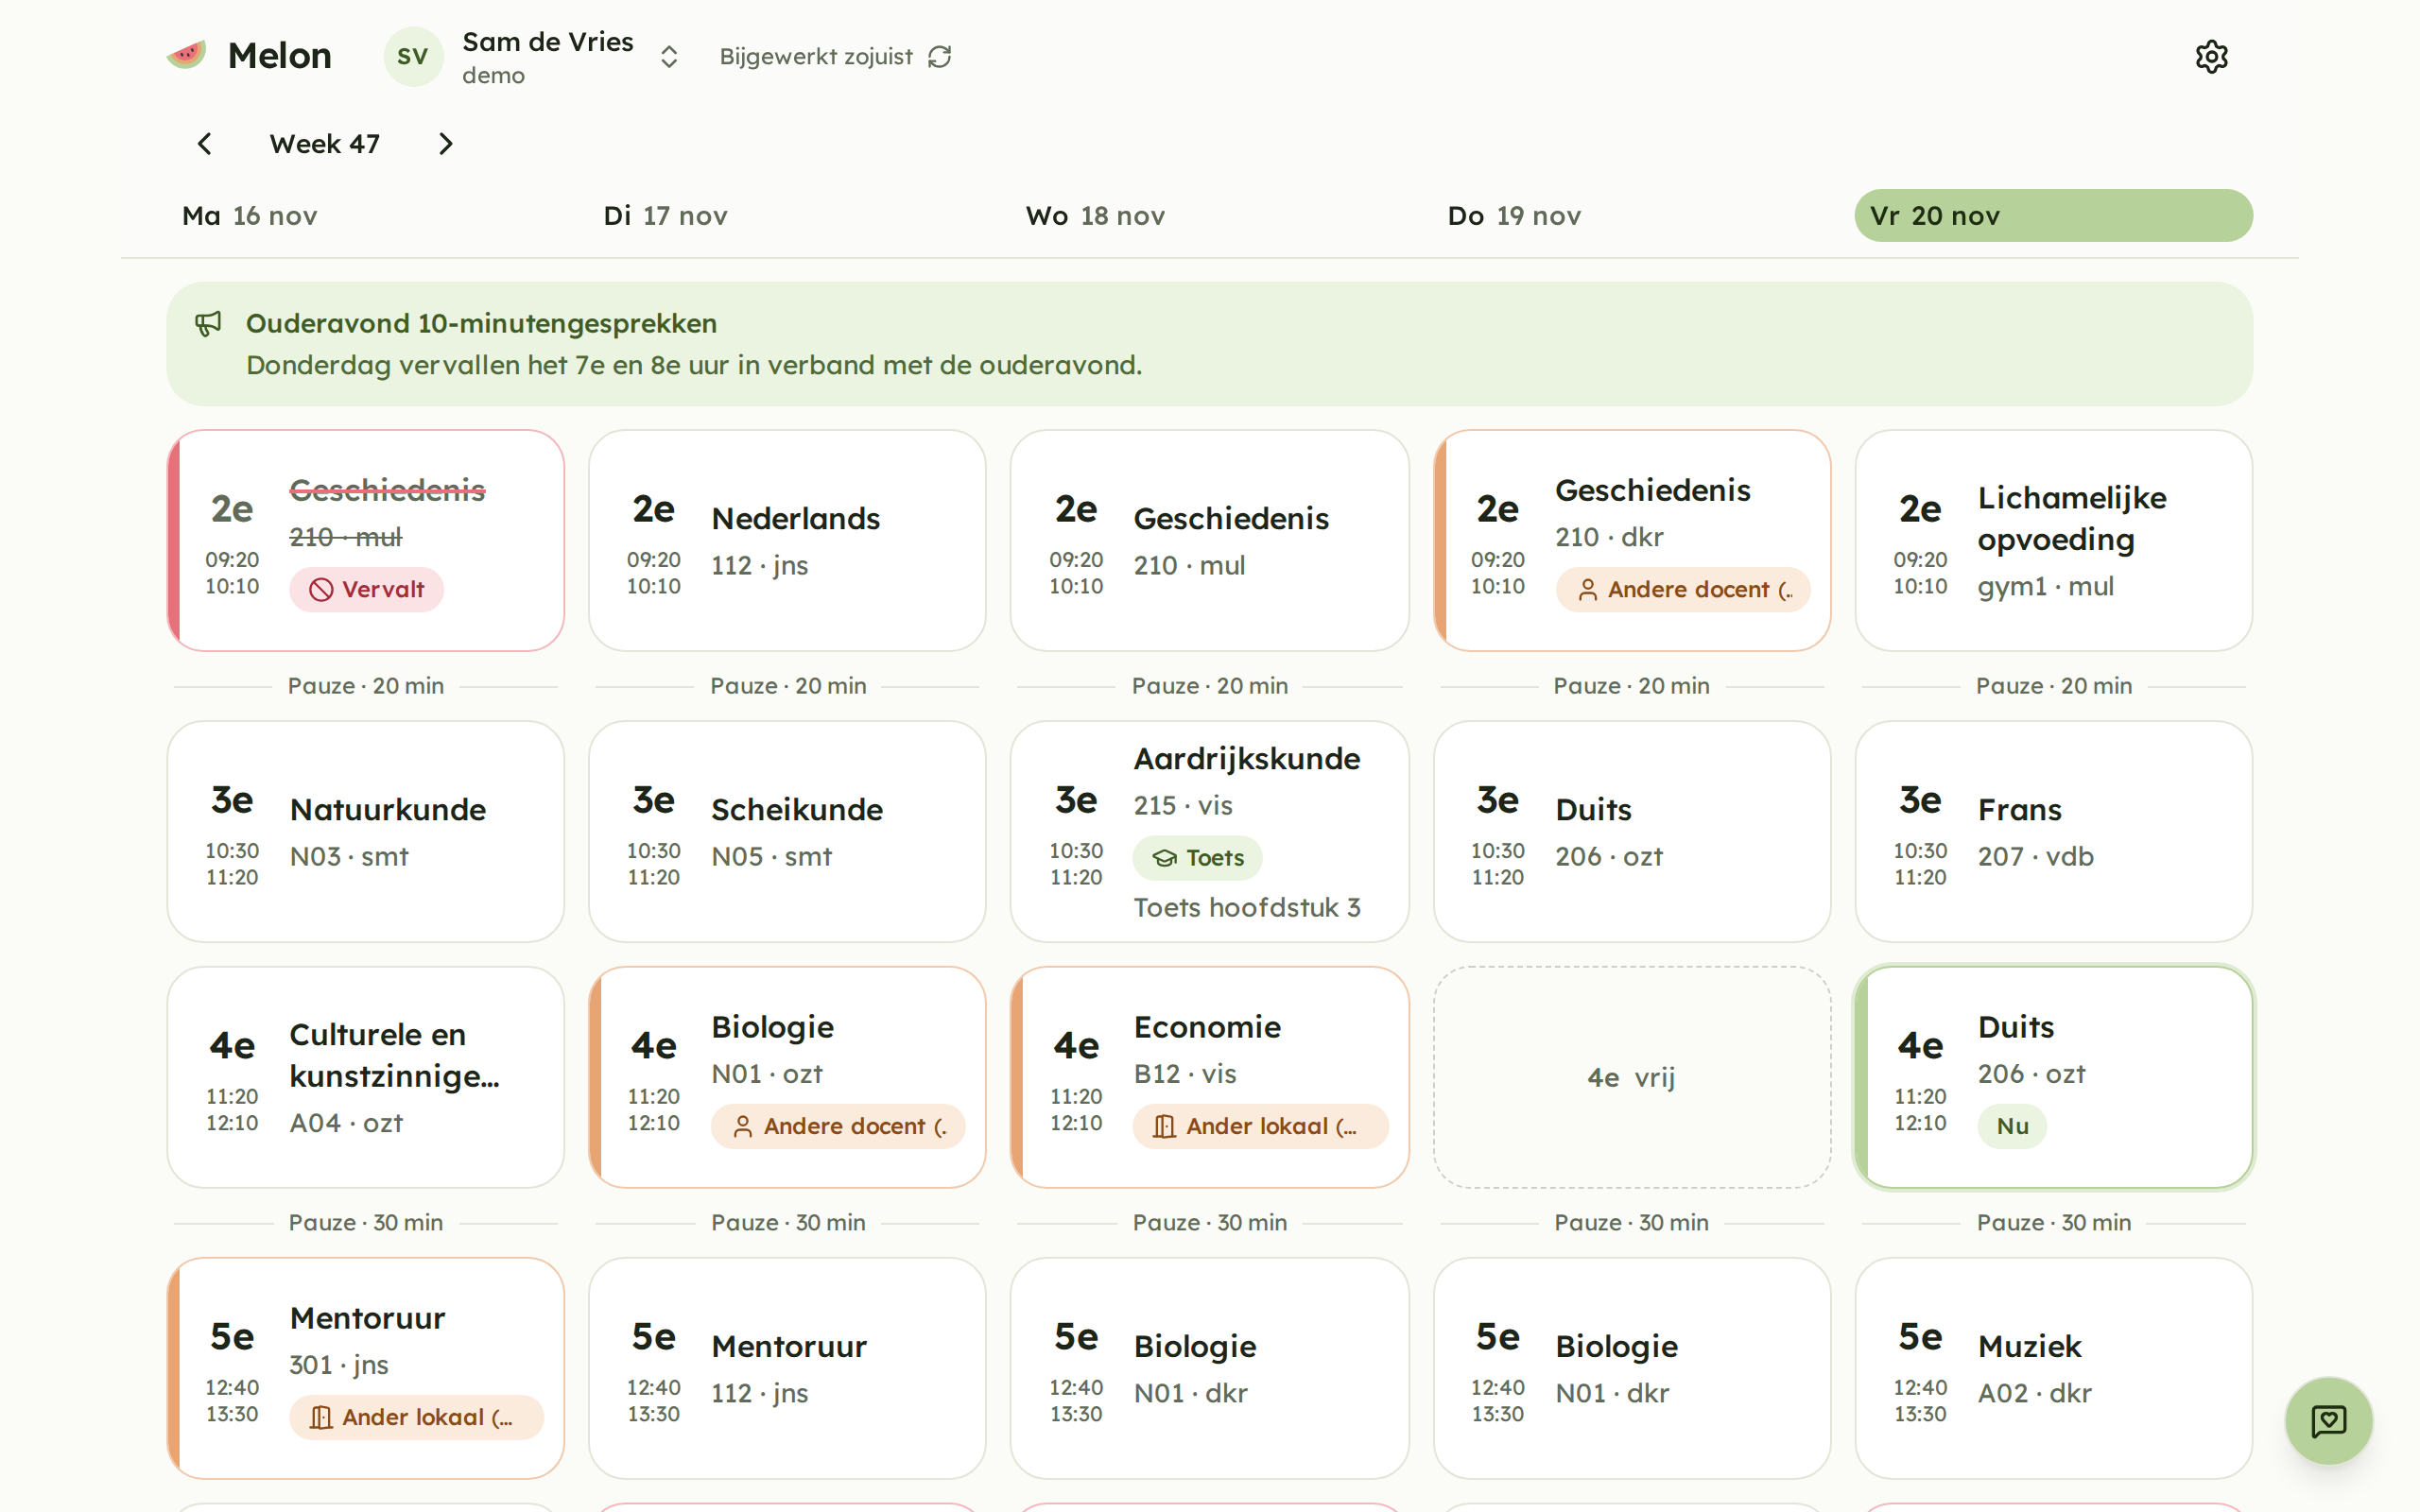 Melon
SV
Sam de Vries
demo
Bijgewerkt zojuist
Week 47
Ma 16 nov
Di 17 nov
Wo 18 nov
Do 19 nov
Vr 20 nov
Ouderavond 10-minutengesprekken
Donderdag vervallen het 7e en 8e uur in verband met de ouderavond.
2e
09:20
10:10
Geschiedenis
210 · mul
Vervalt
2e
09:20
10:10
Nederlands
112 · jns
2e
09:20
10:10
Geschiedenis
210 · mul
2e
09:20
10:10
Geschiedenis
210 · dkr
Andere docent (..
2e
09:20
10:10
Lichamelijke
opvoeding
gym1 · mul
Pauze · 20 min
Pauze · 20 min
Pauze · 20 min
Pauze · 20 min
Pauze · 20 min
3e
10:30
11:20
Natuurkunde
N03 · smt
3e
10:30
11:20
Scheikunde
N05 · smt
3e
10:30
11:20
Aardrijkskunde
215 · vis
Toets
Toets hoofdstuk 3
3e
10:30
11:20
Duits
206 · ozt
3e
10:30
11:20
Frans
207 · vdb
4e
11:20
12:10
Culturele en
kunstzinnige...
A04 · ozt
4e
11:20
12:10
Biologie
N01 · ozt
Andere docent (.
4e
11:20
12:10
Economie
B12 · vis
Ander lokaal (...
4e vrij
4e
11:20
12:10
Duits
206 · ozt
Nu
Pauze · 30 min
Pauze · 30 min
Pauze · 30 min
Pauze · 30 min
Pauze · 30 min
5e
12:40
13:30
Mentoruur
301 · jns
Ander lokaal (...
5e
12:40
13:30
Mentoruur
112 · jns
5e
12:40
13:30
Biologie
N01 · dkr
5e
12:40
13:30
Biologie
N01 · dkr
5e
12:40
13:30
Muziek
A02 · dkr